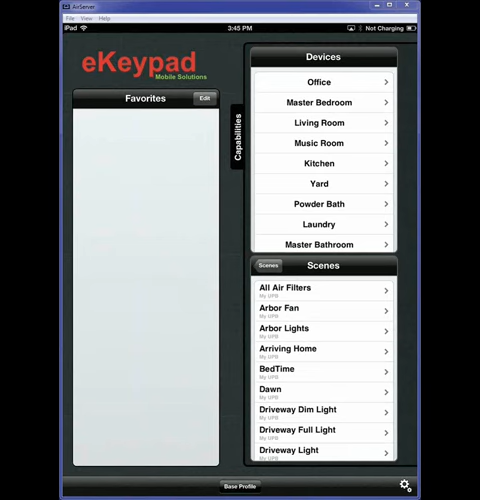 AirServer
File View Help
iPad 3:45 PM Not Charging
eKeypad
Mobile Solutions
Favorites
Edit
Capabilities
Devices
Office
Master Bedroom
Living Room
Music Room
Kitchen
Yard
Powder Bath
Laundry
Master Bathroom
Scenes
Scenes
All Air Filters
My UPB
Arbor Fan
My UPB
Arbor Lights
My UPB
Arriving Home
My UPB
BedTime
My UPB
Dawn
My UPB
Driveway Dim Light
My UPB
Driveway Full Light
My UPB
Driveway Light
My UPB
Base Profile